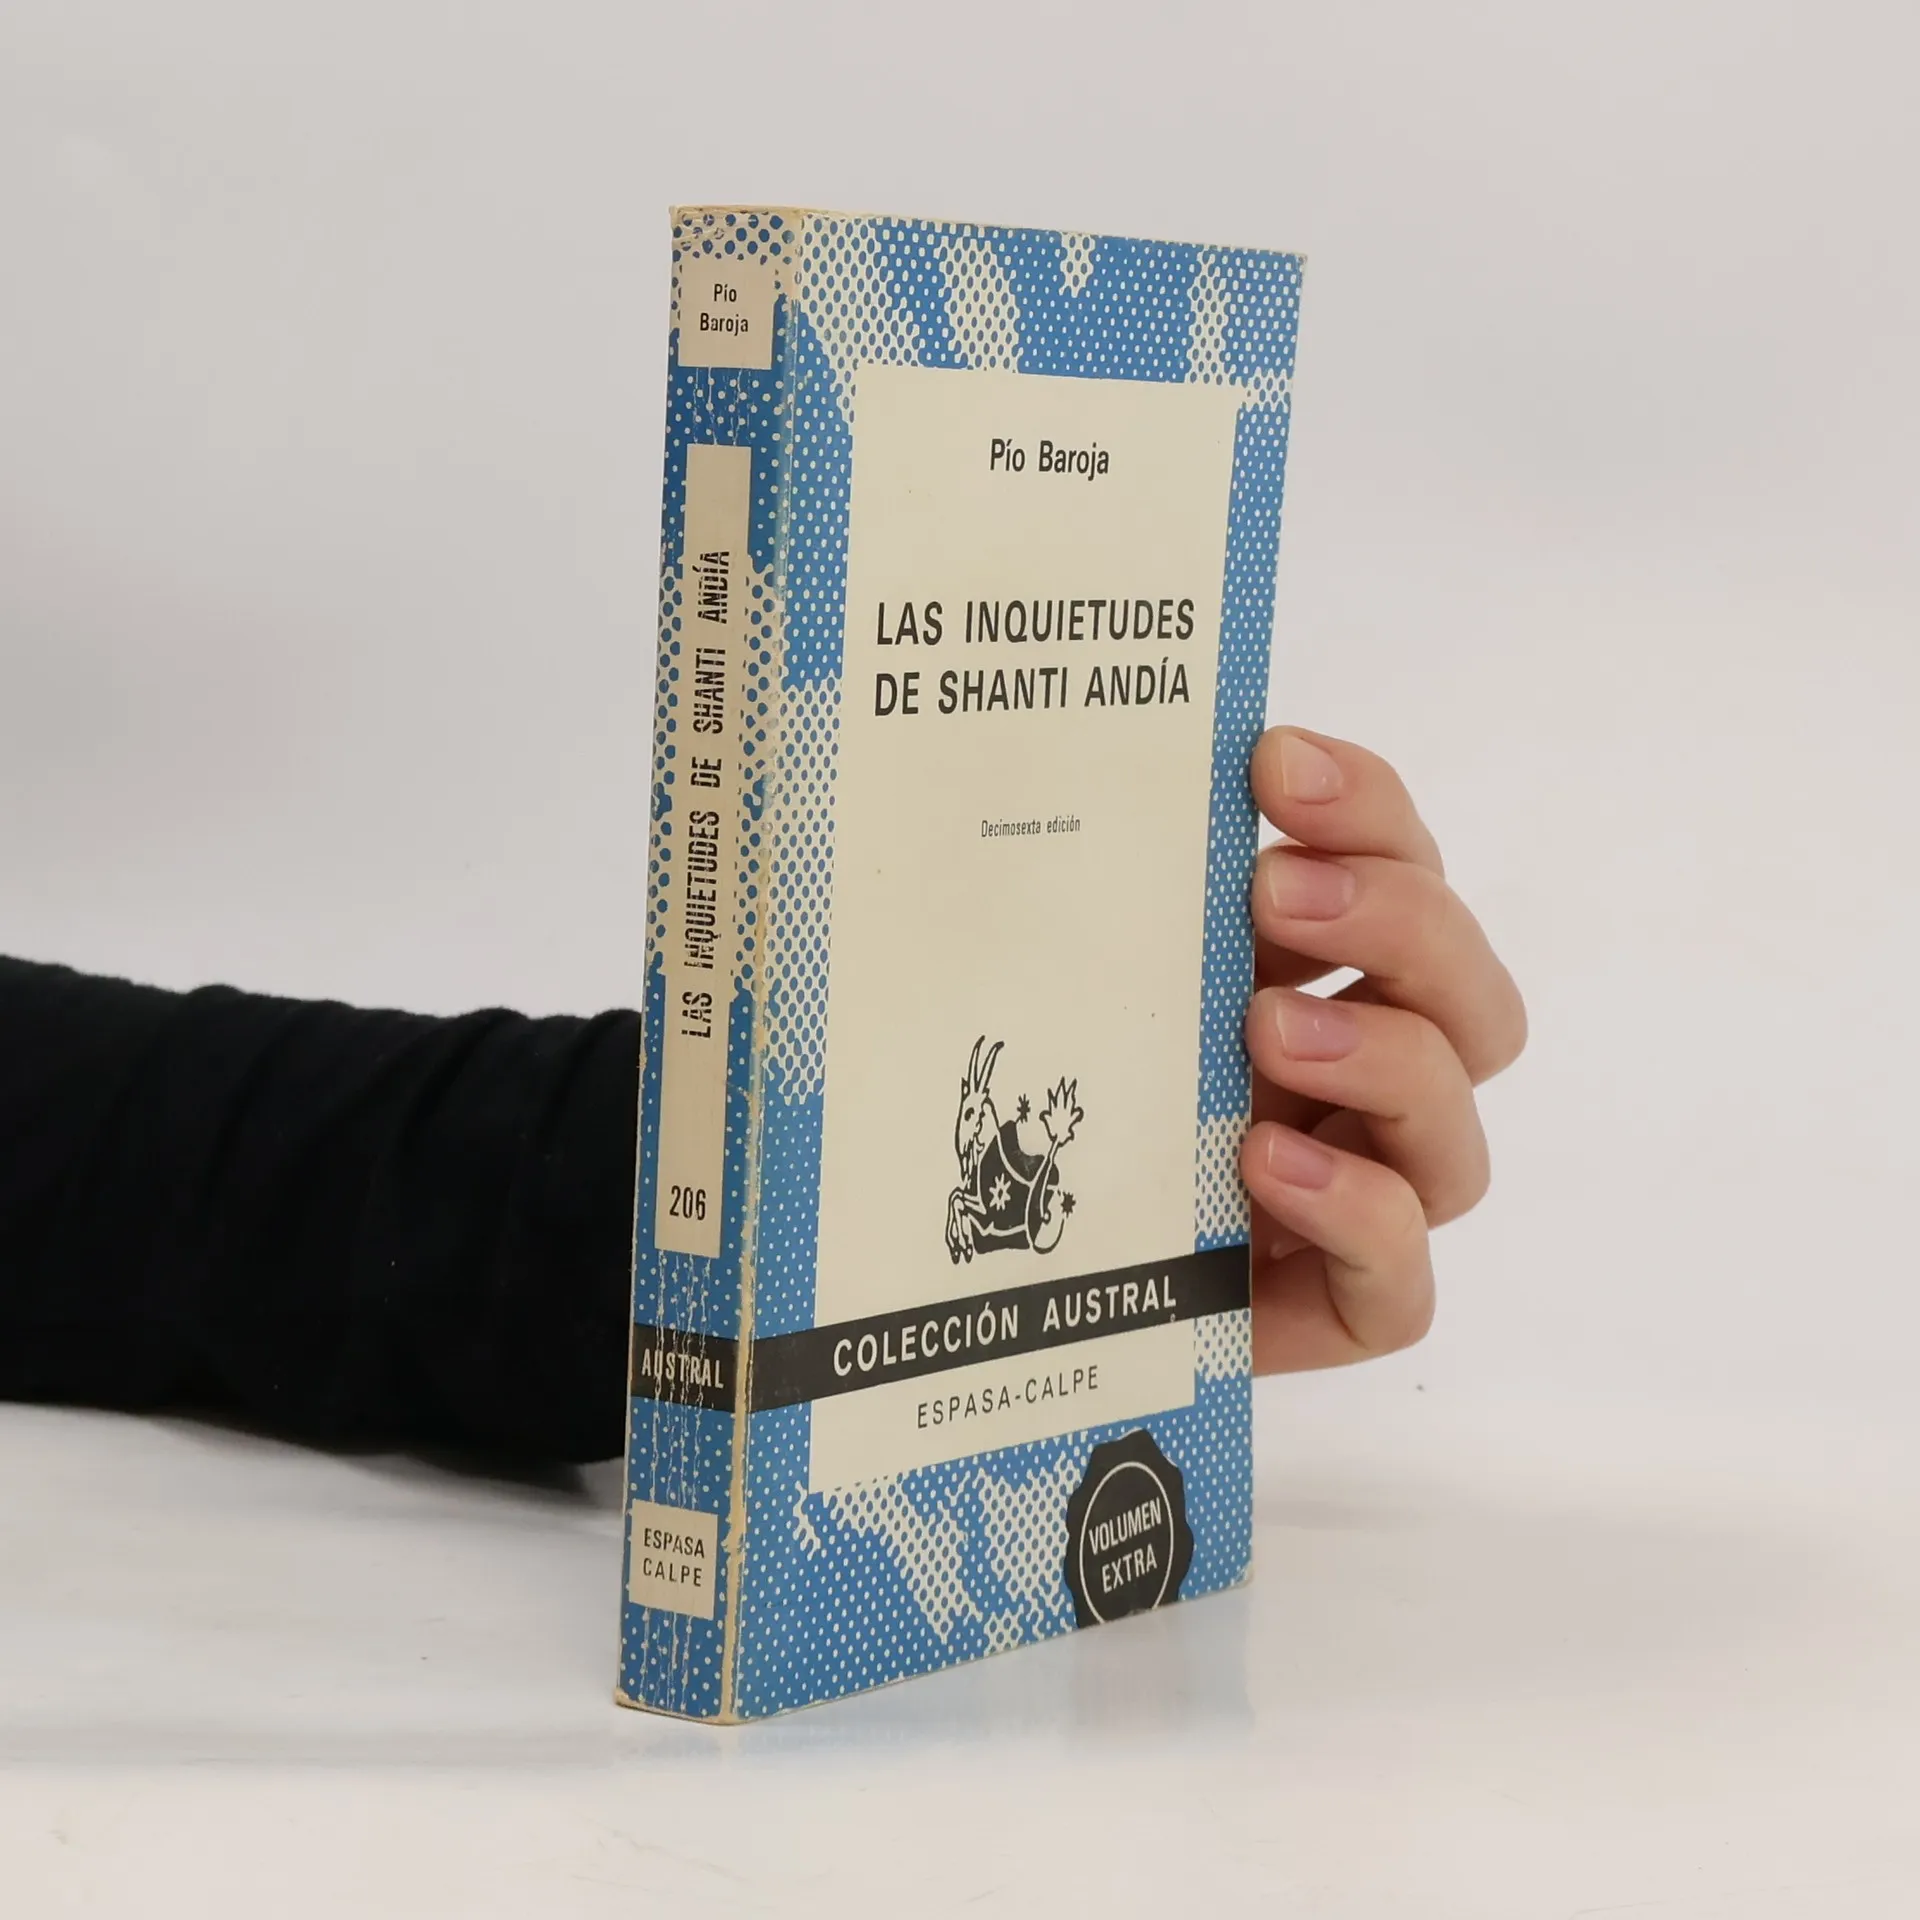 Pío
Baroja
LAS INQUIETUDES DE SHANTI ANDÍA
206
AUSTRAL
ESPASA
CALPE
Pío Baroja
LAS INQUIETUDES
DE SHANTI ANDÍA
Decimosexta edición
COLECCIÓN AUSTRAL
ESPASA-CALPE
VOLUMEN
EXTRA